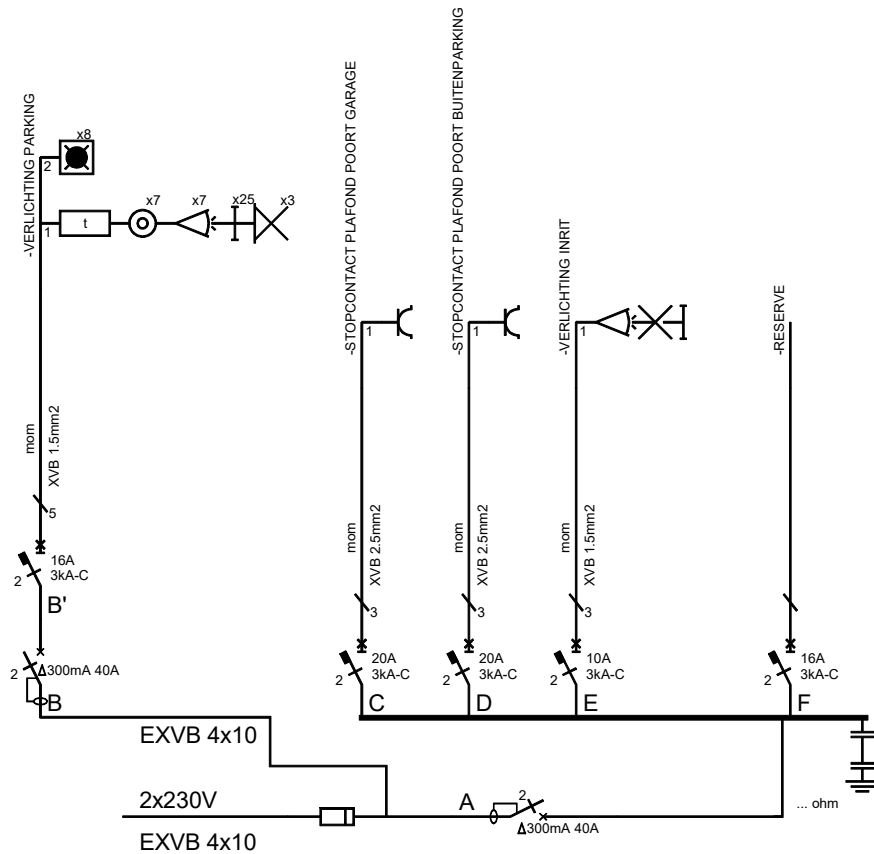 -VERLICHTING PARKING
x8
2
1
t
x7
x7
x25
x3
mom
XVB 1.5mm2
5
16A
3kA-C
2
B'
2
Δ300mA 40A
B
-STOPCONTACT PLAFOND POORT GARAGE
1
mom
XVB 2.5mm2
3
20A
3kA-C
2
C
-STOPCONTACT PLAFOND POORT BUITENPARKING
1
mom
XVB 2.5mm2
3
20A
3kA-C
2
D
-VERLICHTING INRIT
1
mom
XVB 1.5mm2
3
10A
3kA-C
2
E
-RESERVE
16A
3kA-C
2
F
EXVB 4x10
2x230V
EXVB 4x10
A
2
Δ300mA 40A
... ohm